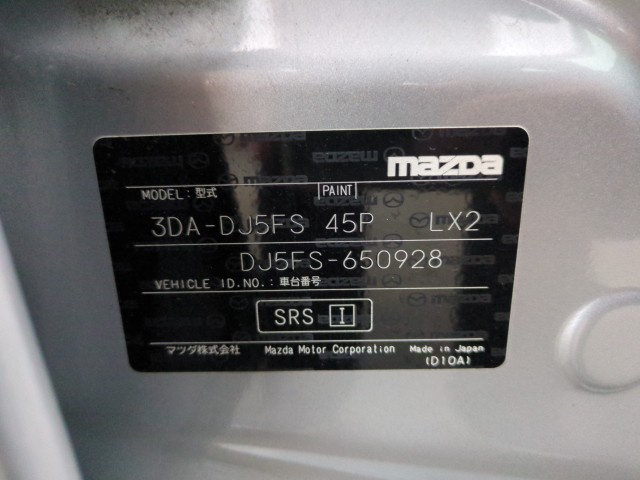 mazda
MODEL:型式 PAINT
3DA-DJ5FS 45P LX2
DJ5FS-650928
VEHICLE ID.NO.:車台番号
SRS I
マツダ株式会社 Mazda Motor Corporation Made in Japan
(D10A)